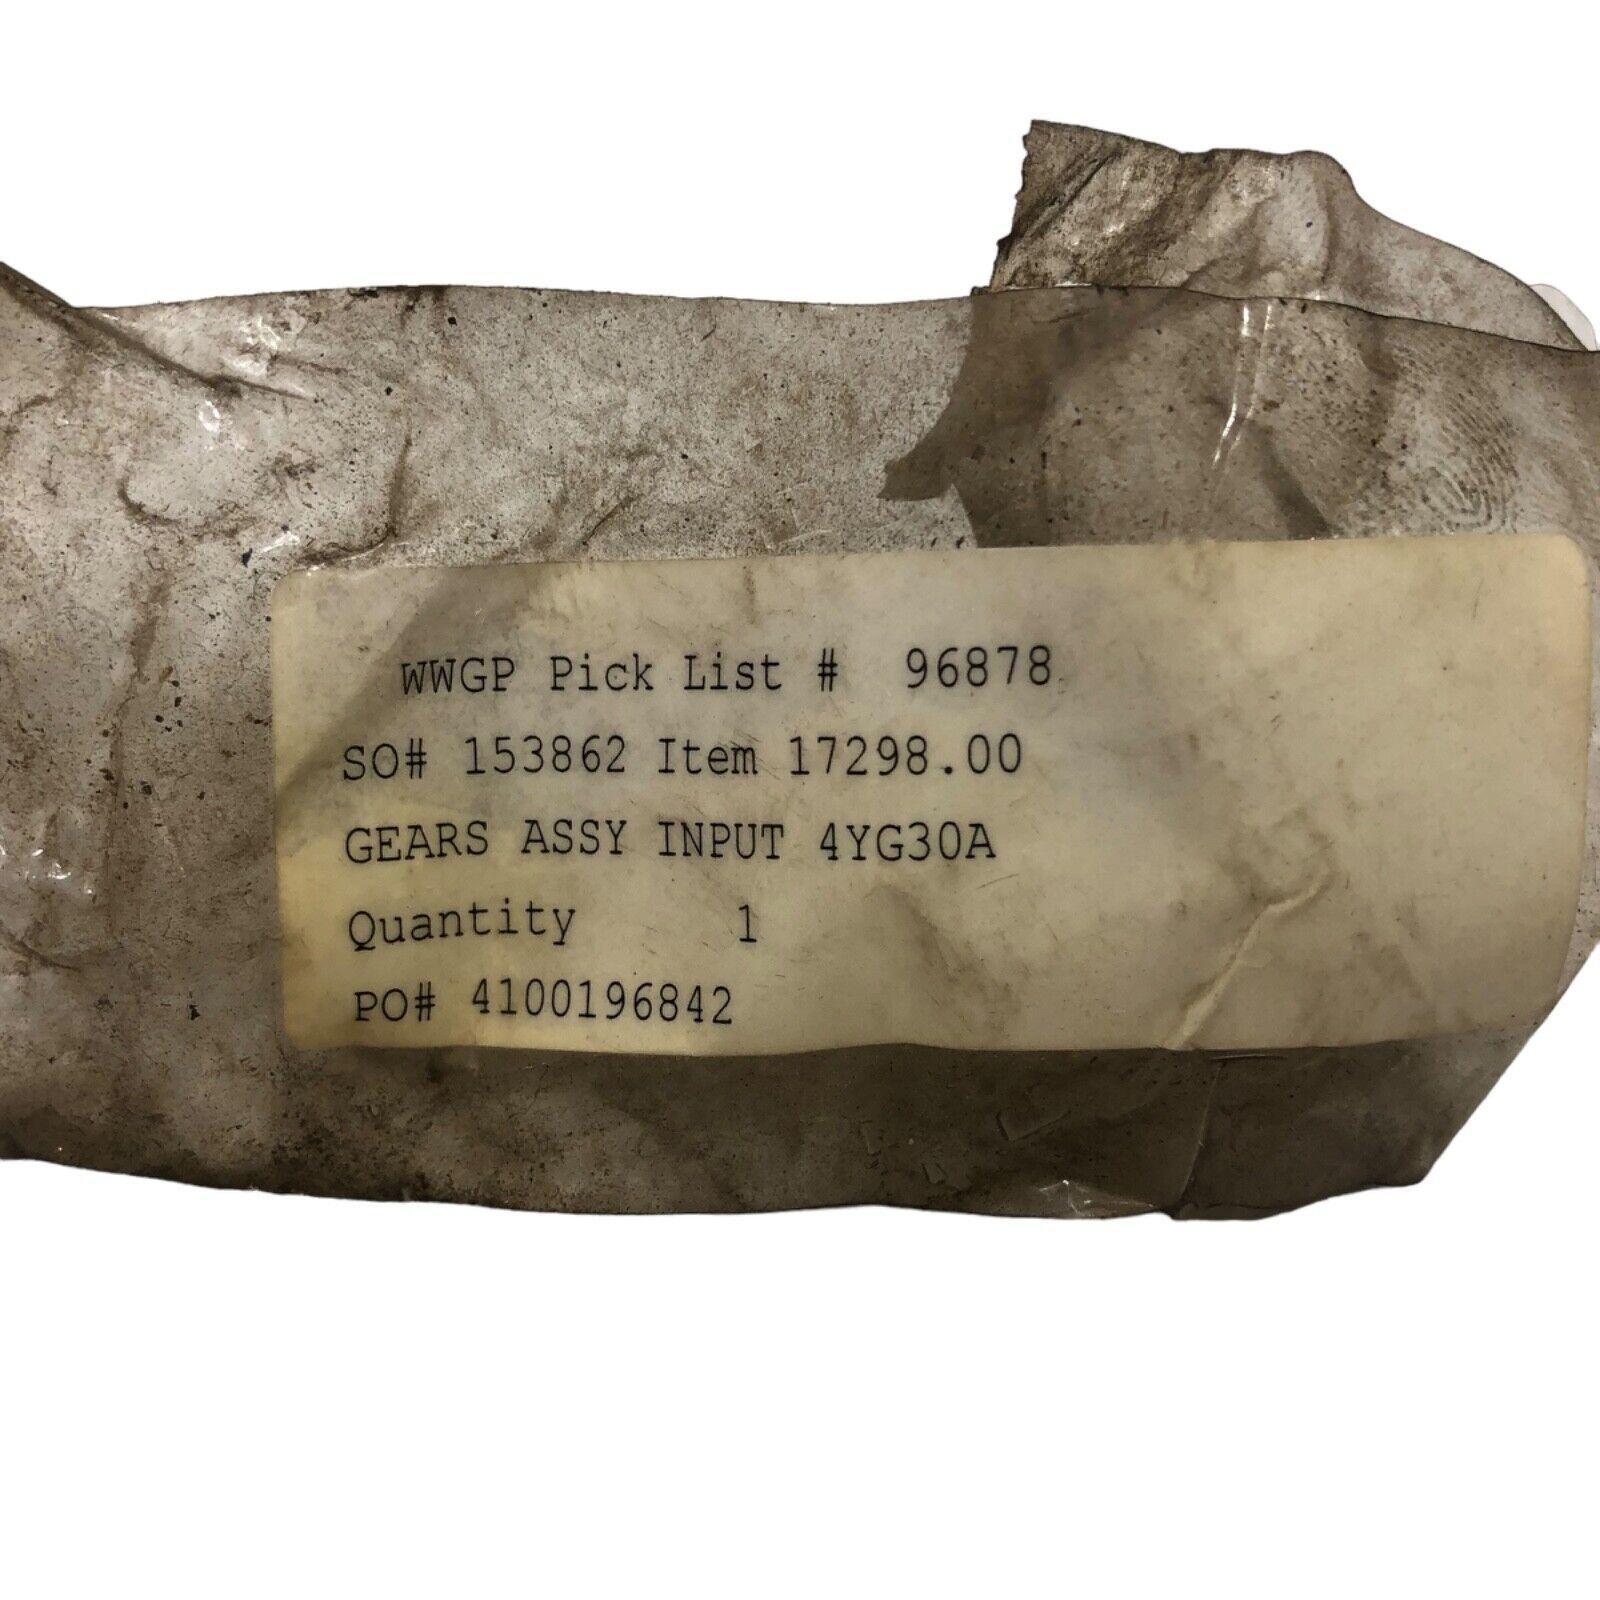 WWGP Pick List # 96878
SO# 153862 Item 17298.00
GEARS ASSY INPUT 4YG30A
Quantity 1
PO# 4100196842